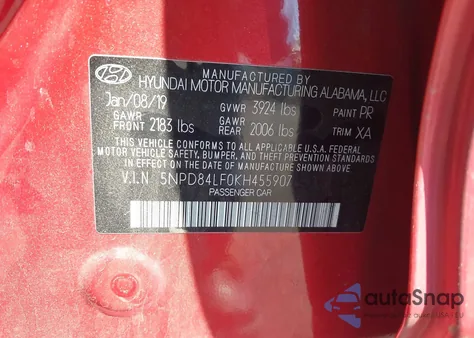 MANUFACTURED BY
HYUNDAI MOTOR MANUFACTURING ALABAMA, LLC
Jan/08/19 GVWR 3924 lbs PAINT PR
GAWR FRONT 2183 lbs GAWR REAR 2006 lbs TRIM XA
THIS VEHICLE CONFORMS TO ALL APPLICABLE U.S.A FEDERAL
MOTOR VEHICLE SAFETY, BUMPER, AND THEFT PREVENTION
STANDARDS IN EFFECT ON THE DATE OF MANUFACTURE SHOWN ABOVE.
V.I.N 5NPD84LF0KH455907
PASSENGER CAR
autoSnap